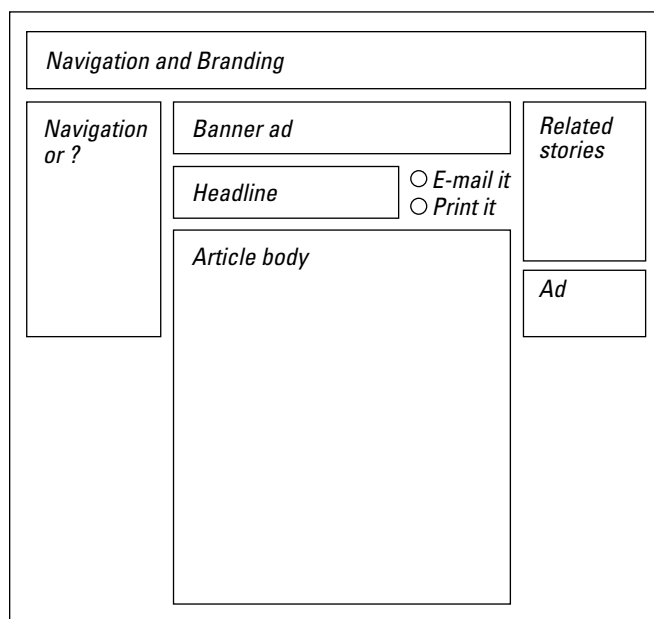 Navigation and Branding
Navigation
or ?
Banner ad
Headline
E-mail it
Print it
Article body
Related
stories
Ad